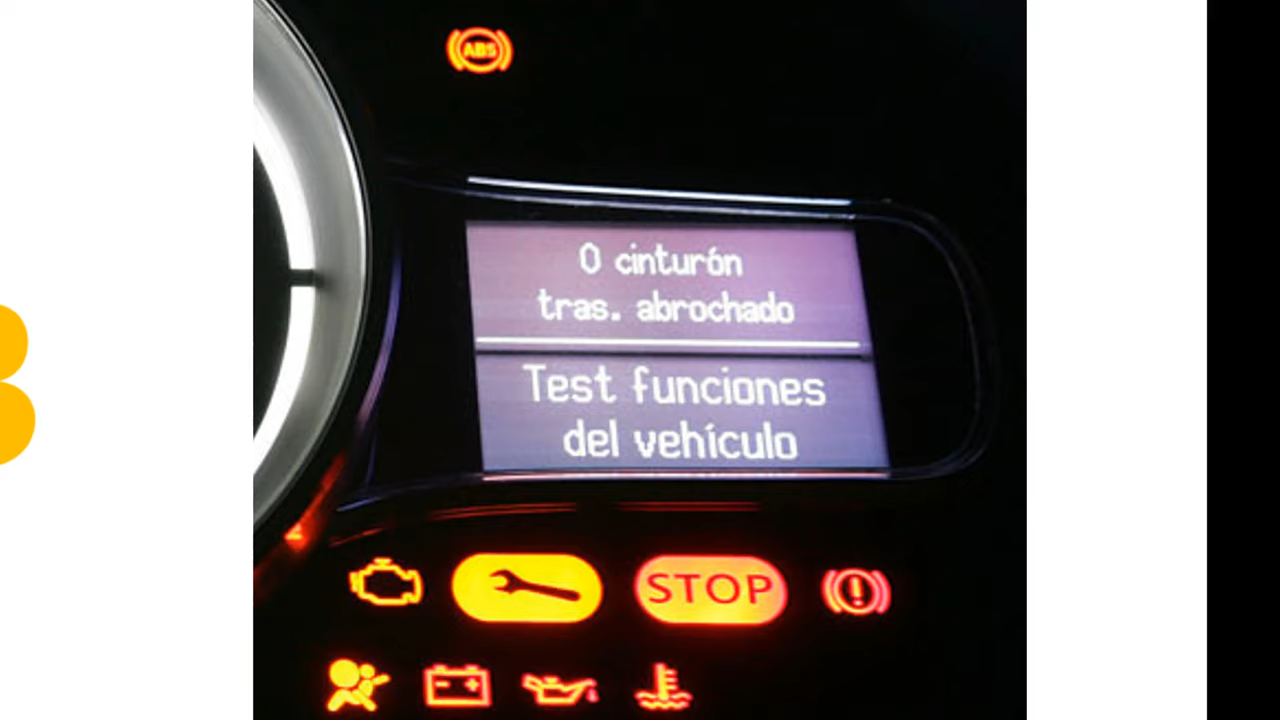 ABS
0 cinturón
tras. abrochado
Test funciones
del vehículo
STOP